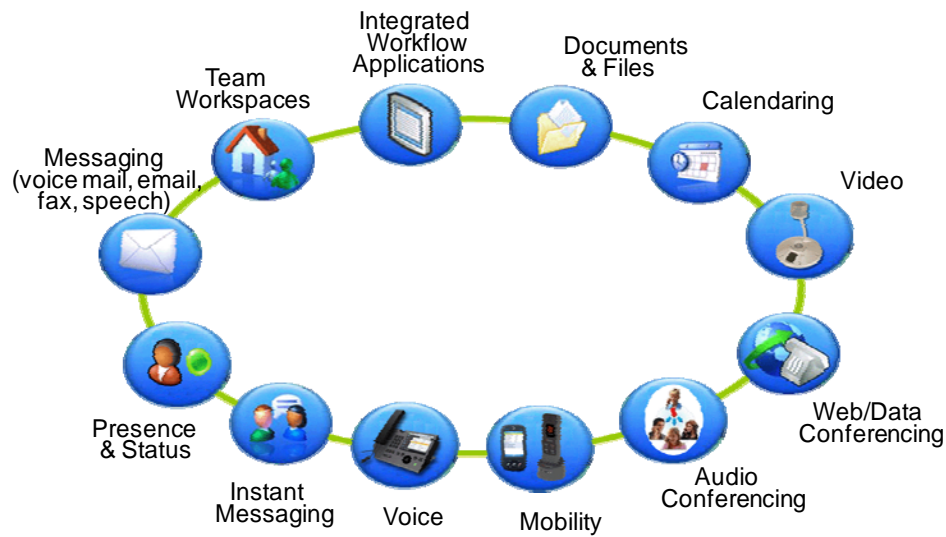 Integrated
Workflow
Applications
Documents
& Files
Team
Workspaces
Calendaring
Messaging
(voice mail, email,
fax, speech)
Video
Presence
& Status
Web/Data
Conferencing
Instant
Messaging
Voice
Mobility
Audio
Conferencing